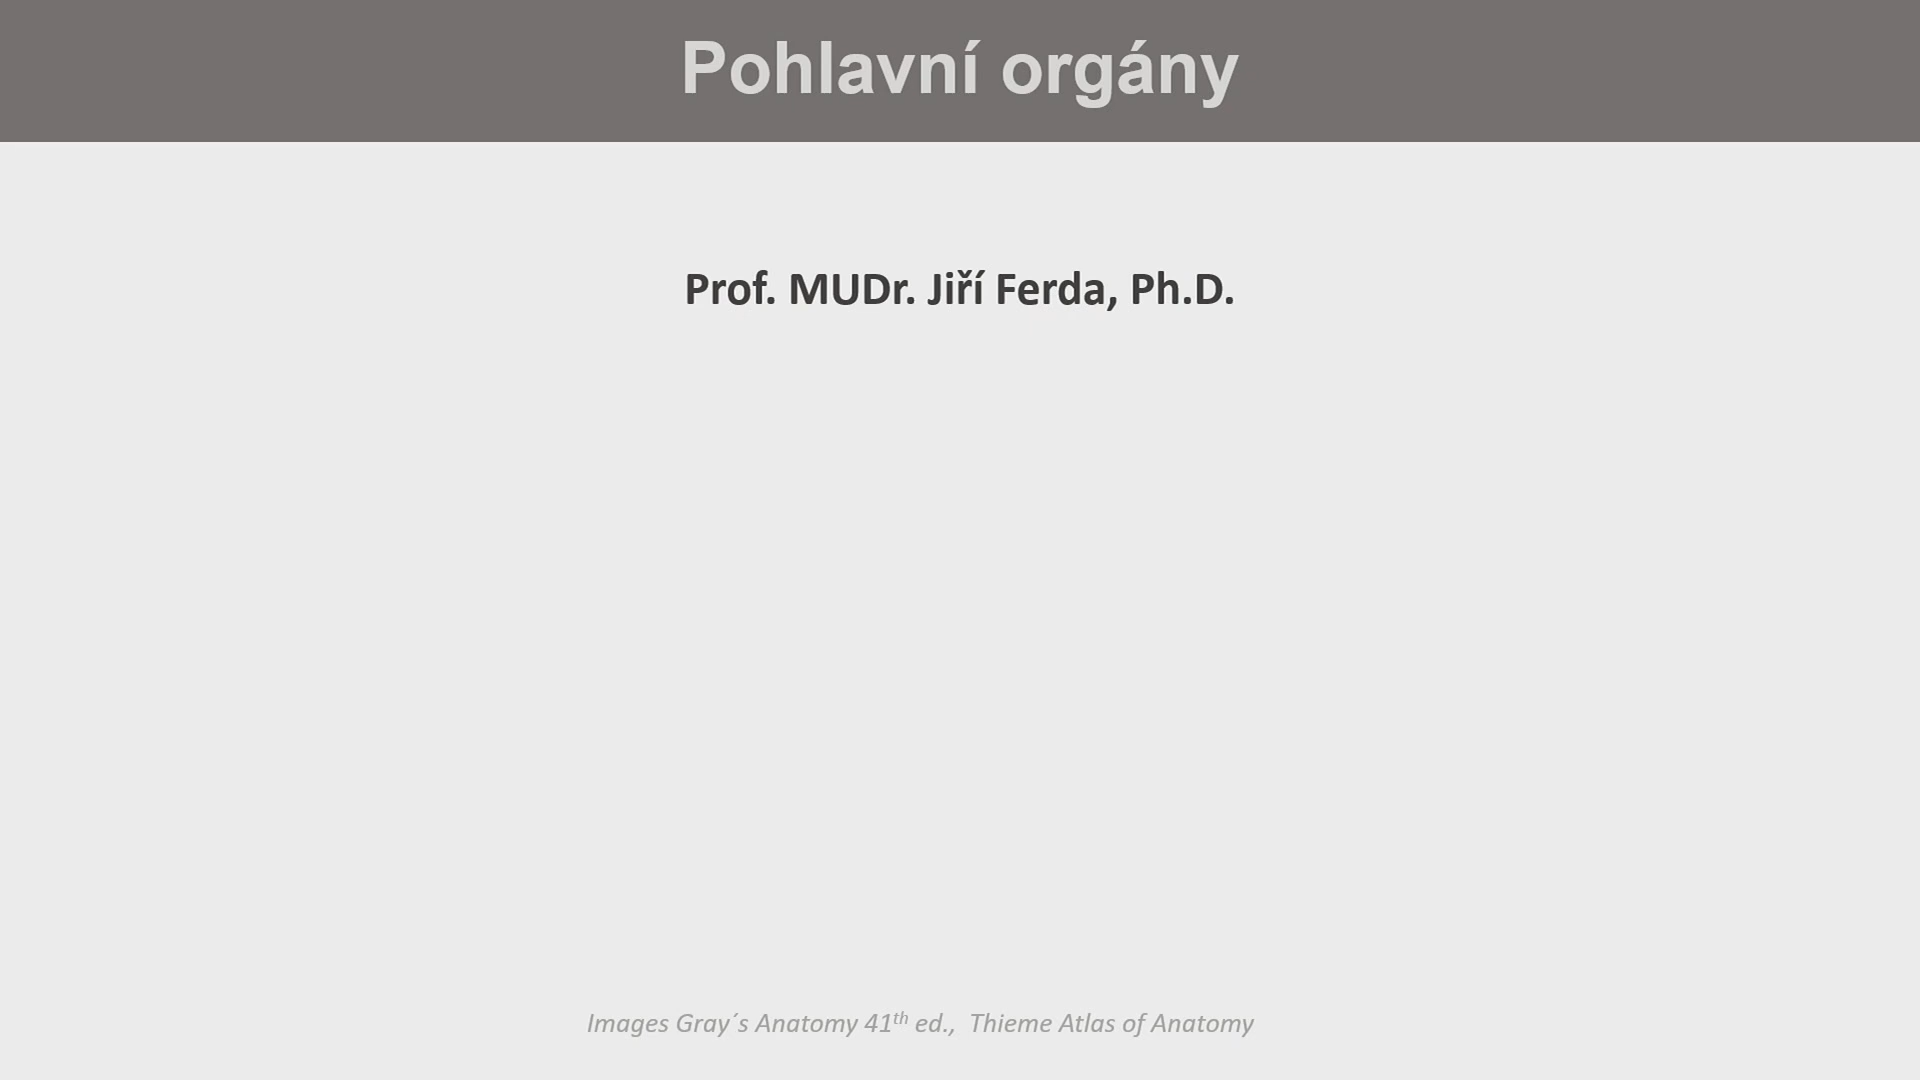 Pohlavní orgány
Prof. MUDr. Jiří Ferda, Ph.D.
Images Gray´s Anatomy 41th ed., Thieme Atlas of Anatomy